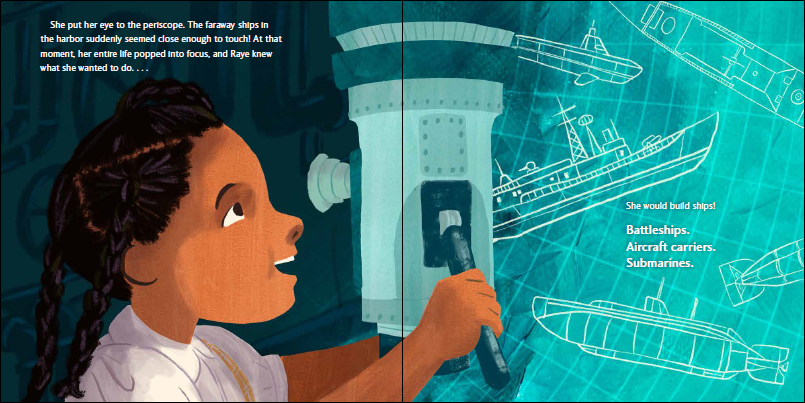 She put her eye to the periscope. The faraway ships in
the harbor suddenly seemed close enough to touch! At that
moment, her entire life popped into focus, and Raye knew
what she wanted to do. . . .
She would build ships!
Battleships.
Aircraft carriers.
Submarines.